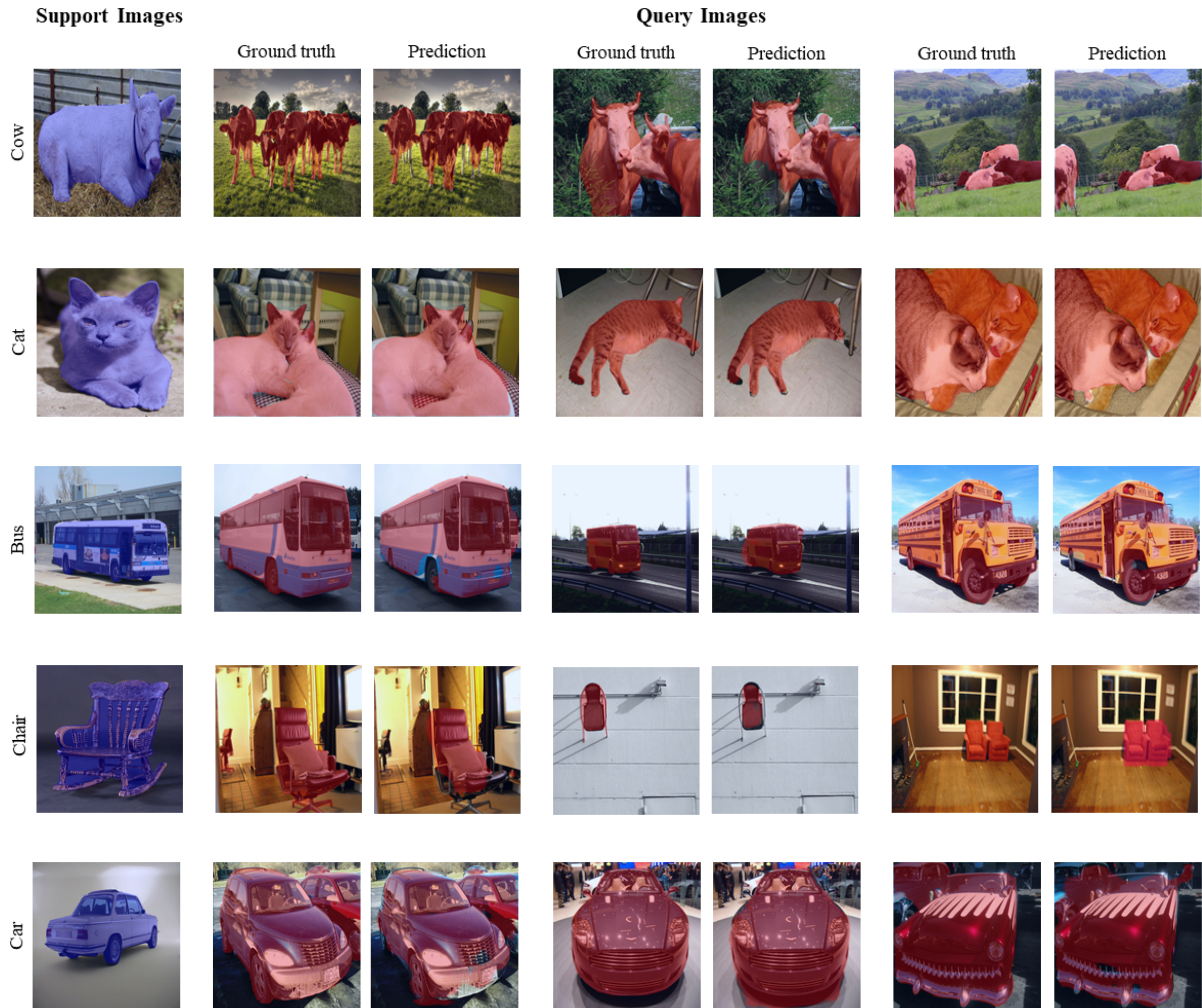 Support Images
Query Images
Ground truth Prediction Ground truth Prediction Ground truth Prediction
Cow
Cat
Bus
Chair
Car